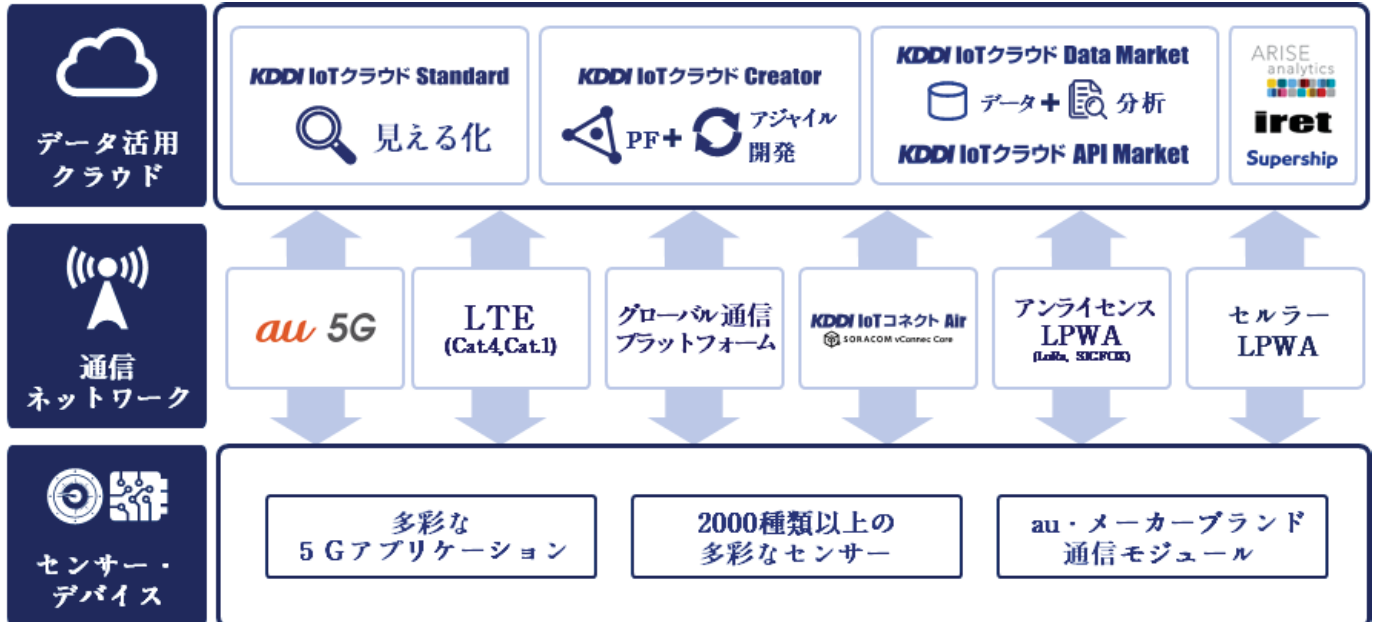 データ活用
クラウド
KDDI IoTクラウド Standard
見える化
KDDI IoTクラウド Creator
PF+
アジャイル
開発
KDDI IoTクラウド Data Market
データ+
分析
KDDI IoTクラウド API Market
ARISE
analytics
iret
Supership
通信
ネットワーク
au 5G
LTE
(Cat.4,Cat.1)
グローバル通信
プラットフォーム
KDDI IoTコネクト Air
SORACOM vConnec Core
アンライセンス
LPWA
(LoRa, SIGFOX)
セルラー
LPWA
センサー・
デバイス
多彩な
5Gアプリケーション
2000種類以上の
多彩なセンサー
au・メーカーブランド
通信モジュール